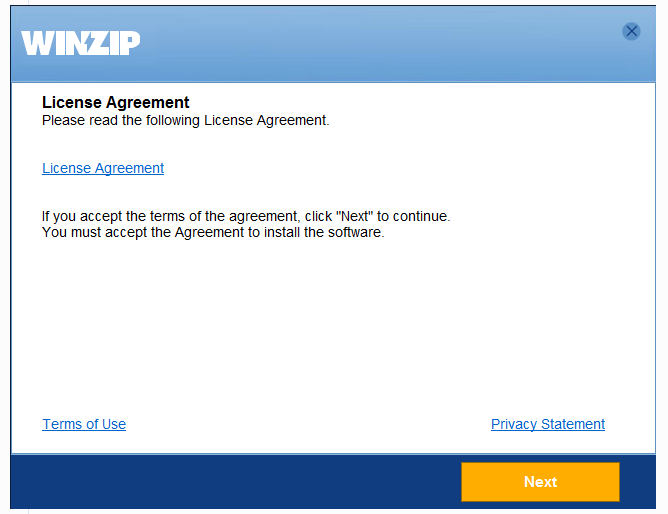 WINZIP
License Agreement
Please read the following License Agreement.
License Agreement
If you accept the terms of the agreement, click "Next" to continue.
You must accept the Agreement to install the software.
Terms of Use
Privacy Statement
Next